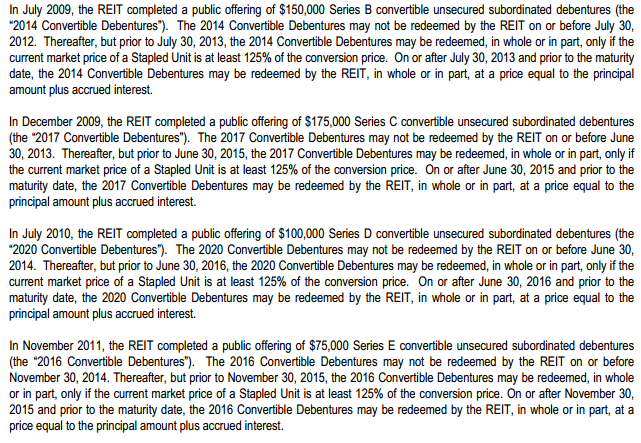 In July 2009, the REIT completed a public offering of $150,000 Series B convertible unsecured subordinated debentures (the
“2014 Convertible Debentures”). The 2014 Convertible Debentures may not be redeemed by the REIT on or before July 30,
2012. Thereafter, but prior to July 30, 2013, the 2014 Convertible Debentures may be redeemed, in whole or in part, only if the
current market price of a Stapled Unit is at least 125% of the conversion price. On or after July 30, 2013 and prior to the maturity
date, the 2014 Convertible Debentures may be redeemed by the REIT, in whole or in part, at a price equal to the principal
amount plus accrued interest.
In December 2009, the REIT completed a public offering of $175,000 Series C convertible unsecured subordinated debentures
(the “2017 Convertible Debentures”). The 2017 Convertible Debentures may not be redeemed by the REIT on or before June
30, 2013. Thereafter, but prior to June 30, 2015, the 2017 Convertible Debentures may be redeemed, in whole or in part, only if
the current market price of a Stapled Unit is at least 125% of the conversion price. On or after June 30, 2015 and prior to the
maturity date, the 2017 Convertible Debentures may be redeemed by the REIT, in whole or in part, at a price equal to the
principal amount plus accrued interest.
In July 2010, the REIT completed a public offering of $100,000 Series D convertible unsecured subordinated debentures (the
“2020 Convertible Debentures”). The 2020 Convertible Debentures may not be redeemed by the REIT on or before June 30,
2014. Thereafter, but prior to June 30, 2016, the 2020 Convertible Debentures may be redeemed, in whole or in part, only if the
current market price of a Stapled Unit is at least 125% of the conversion price. On or after June 30, 2016 and prior to the
maturity date, the 2020 Convertible Debentures may be redeemed by the REIT, in whole or in part, at a price equal to the
principal amount plus accrued interest.
In November 2011, the REIT completed a public offering of $75,000 Series E convertible unsecured subordinated debentures
(the “2016 Convertible Debentures”). The 2016 Convertible Debentures may not be redeemed by the REIT on or before
November 30, 2014. Thereafter, but prior to November 30, 2015, the 2016 Convertible Debentures may be redeemed, in whole
or in part, only if the current market price of a Stapled Unit is at least 125% of the conversion price. On or after November 30,
2015 and prior to the maturity date, the 2016 Convertible Debentures may be redeemed by the REIT, in whole or in part, at a
price equal to the principal amount plus accrued interest.